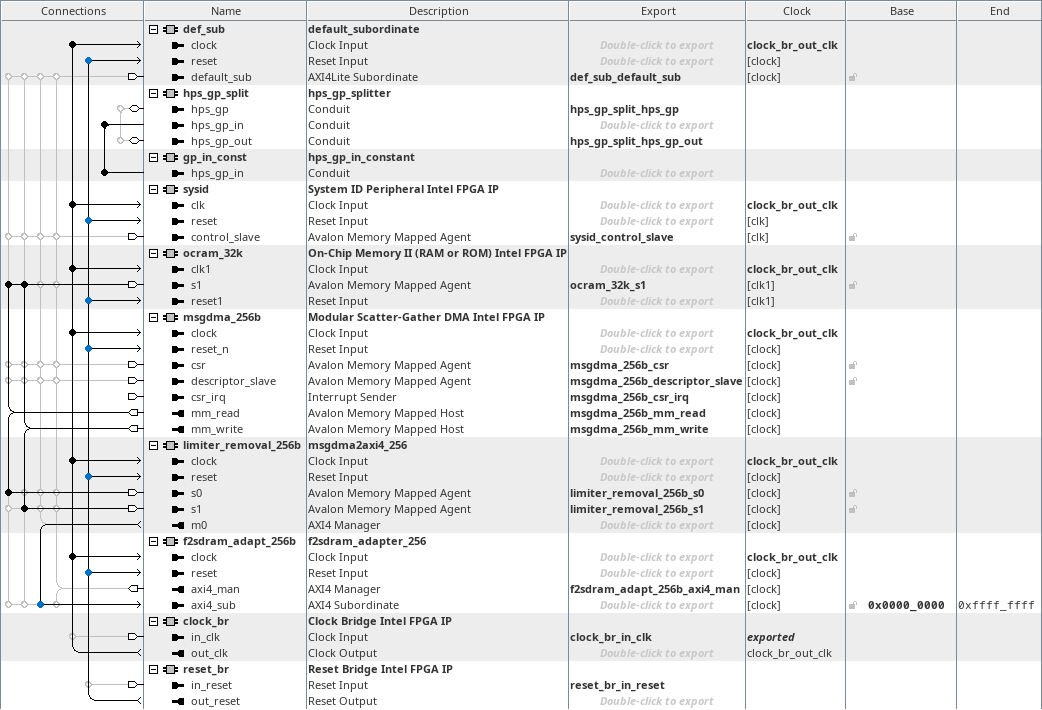 Connections Name Description Export Clock Base End
def_sub default_subordinate
clock Clock Input Double-click to export clock_br_out_clk
reset Reset Input Double-click to export [clock]
default_sub AXI4Lite Subordinate def_sub_default_sub [clock]
hps_gp_split hps_gp_splitter
hps_gp Conduit hps_gp_split_hps_gp
hps_gp_in Conduit Double-click to export
hps_gp_out Conduit hps_gp_split_hps_gp_out
gp_in_const hps_gp_in_constant
hps_gp_in Conduit Double-click to export
sysid System ID Peripheral Intel FPGA IP
clk Clock Input Double-click to export clock_br_out_clk
reset Reset Input Double-click to export [clk]
control_slave Avalon Memory Mapped Agent sysid_control_slave [clk]
ocram_32k On-Chip Memory II (RAM or ROM) Intel FPGA IP
clk1 Clock Input Double-click to export clock_br_out_clk
s1 Avalon Memory Mapped Agent ocram_32k_s1 [clk1]
reset1 Reset Input Double-click to export [clk1]
msgdma_256b Modular Scatter-Gather DMA Intel FPGA IP
clock Clock Input Double-click to export clock_br_out_clk
reset_n Reset Input Double-click to export [clock]
csr Avalon Memory Mapped Agent msgdma_256b_csr [clock]
descriptor_slave Avalon Memory Mapped Agent msgdma_256b_descriptor_slave [clock]
csr_irq Interrupt Sender msgdma_256b_csr_irq [clock]
mm_read Avalon Memory Mapped Host msgdma_256b_mm_read [clock]
mm_write Avalon Memory Mapped Host msgdma_256b_mm_write [clock]
limiter_removal_256b msgdma2axi4_256
clock Clock Input Double-click to export clock_br_out_clk
reset Reset Input Double-click to export [clock]
s0 Avalon Memory Mapped Agent limiter_removal_256b_s0 [clock]
s1 Avalon Memory Mapped Agent limiter_removal_256b_s1 [clock]
m0 AXI4 Manager Double-click to export [clock]
f2sdram_adapt_256b f2sdram_adapter_256
clock Clock Input Double-click to export clock_br_out_clk
reset Reset Input Double-click to export [clock]
axi4_man AXI4 Manager f2sdram_adapt_256b_axi4_man [clock]
axi4_sub AXI4 Subordinate Double-click to export [clock] 0x0000_0000 0xffff_ffff
clock_br Clock Bridge Intel FPGA IP
in_clk Clock Input clock_br_in_clk exported
out_clk Clock Output Double-click to export clock_br_out_clk
reset_br Reset Bridge Intel FPGA IP
in_reset Reset Input reset_br_in_reset
out_reset Reset Output Double-click to export